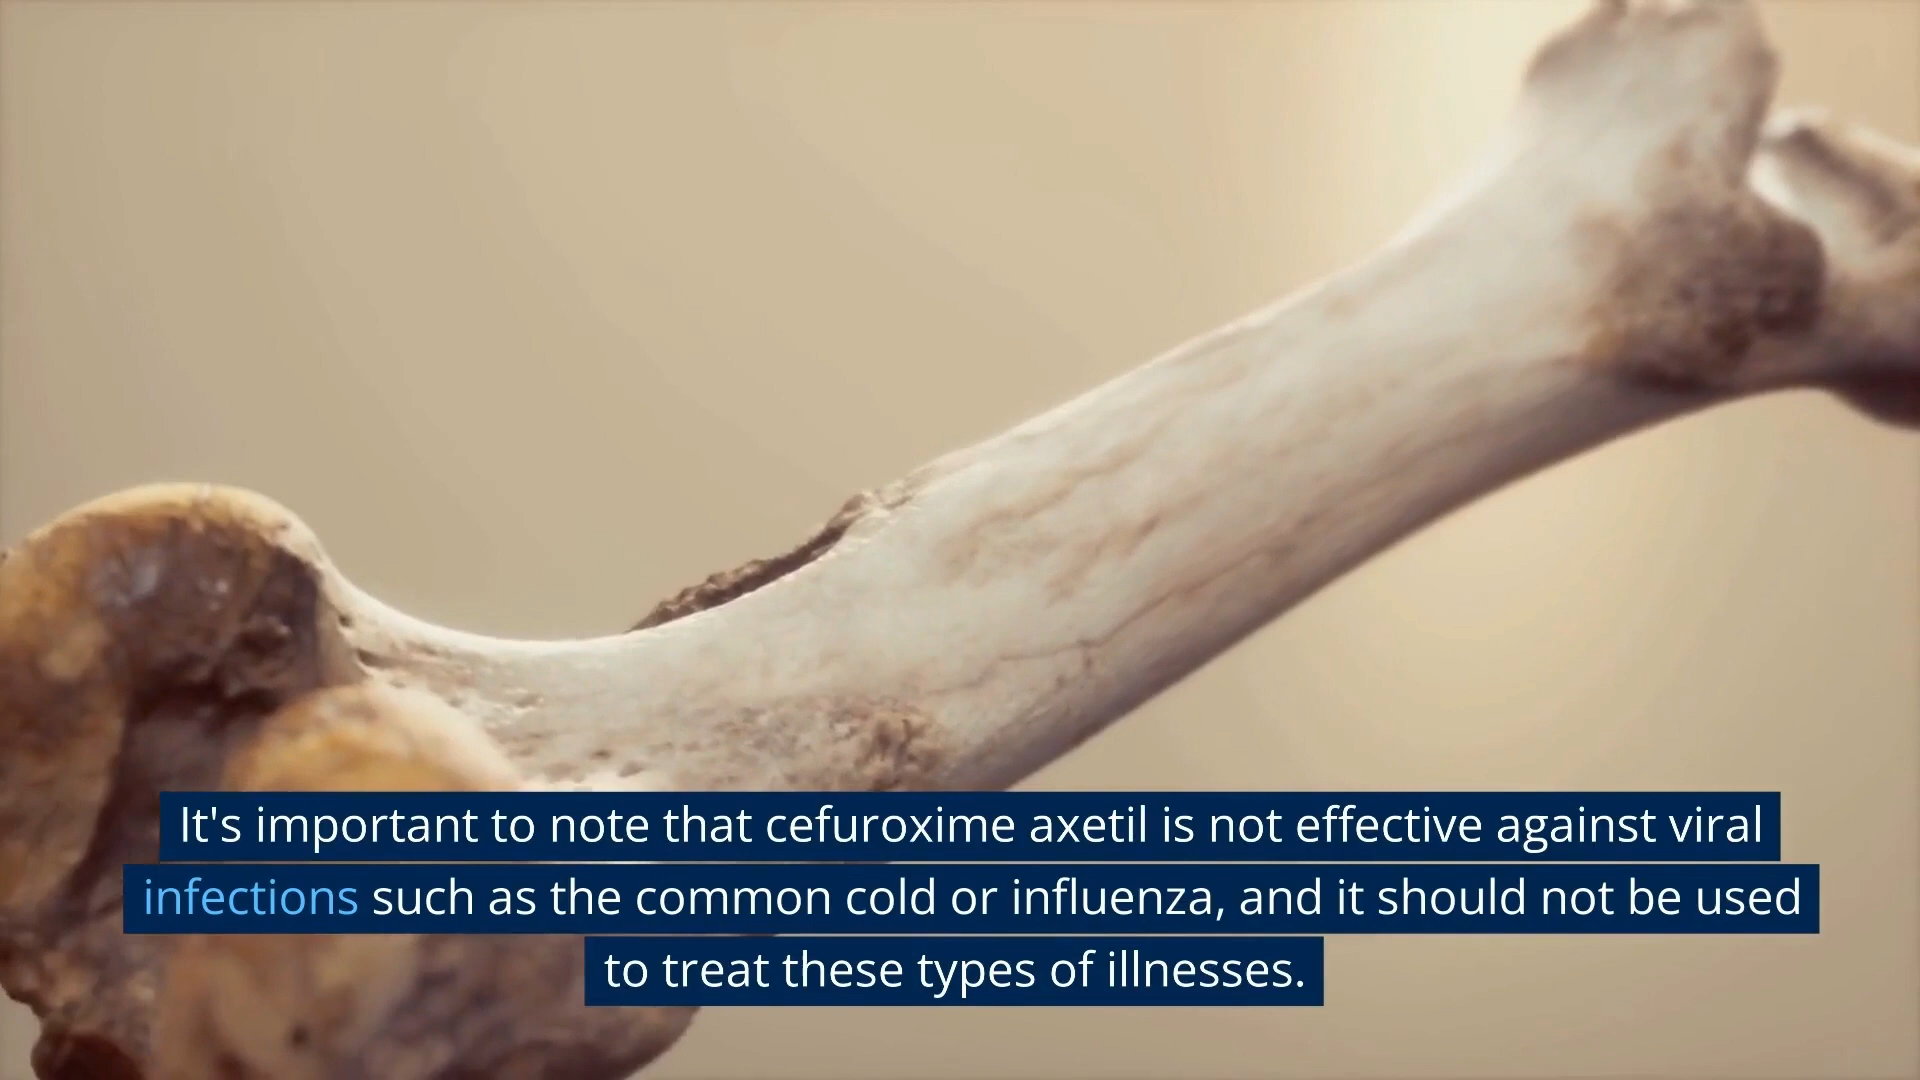 It's important to note that cefuroxime axetil is not effective against viral
infections such as the common cold or influenza, and it should not be used
to treat these types of illnesses.